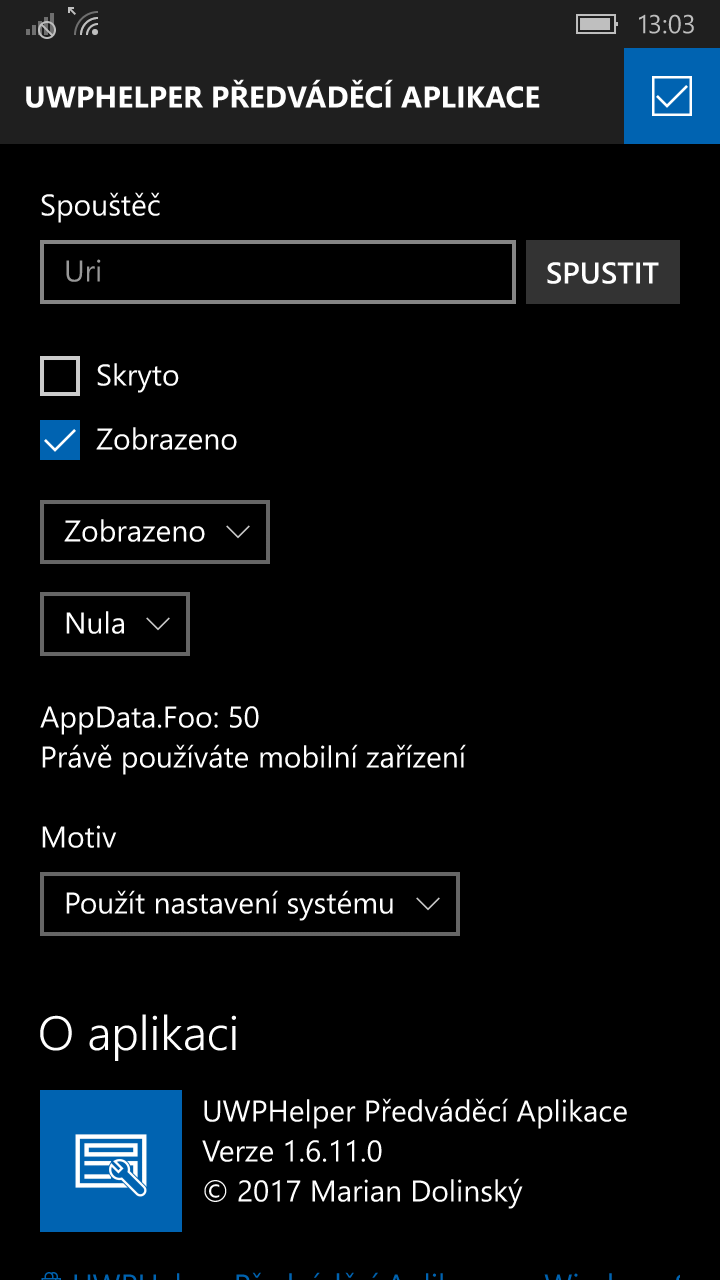 13:03
UWPHELPER PŘEDVÁDĚCÍ APLIKACE
Spouštěč
Uri
SPUSTIT
Skryto
Zobrazeno
Zobrazeno
Nula
AppData.Foo: 50
Právě používáte mobilní zařízení
Motiv
Použít nastavení systému
O aplikaci
UWPHelper Předváděcí Aplikace
Verze 1.6.11.0
© 2017 Marian Dolinský